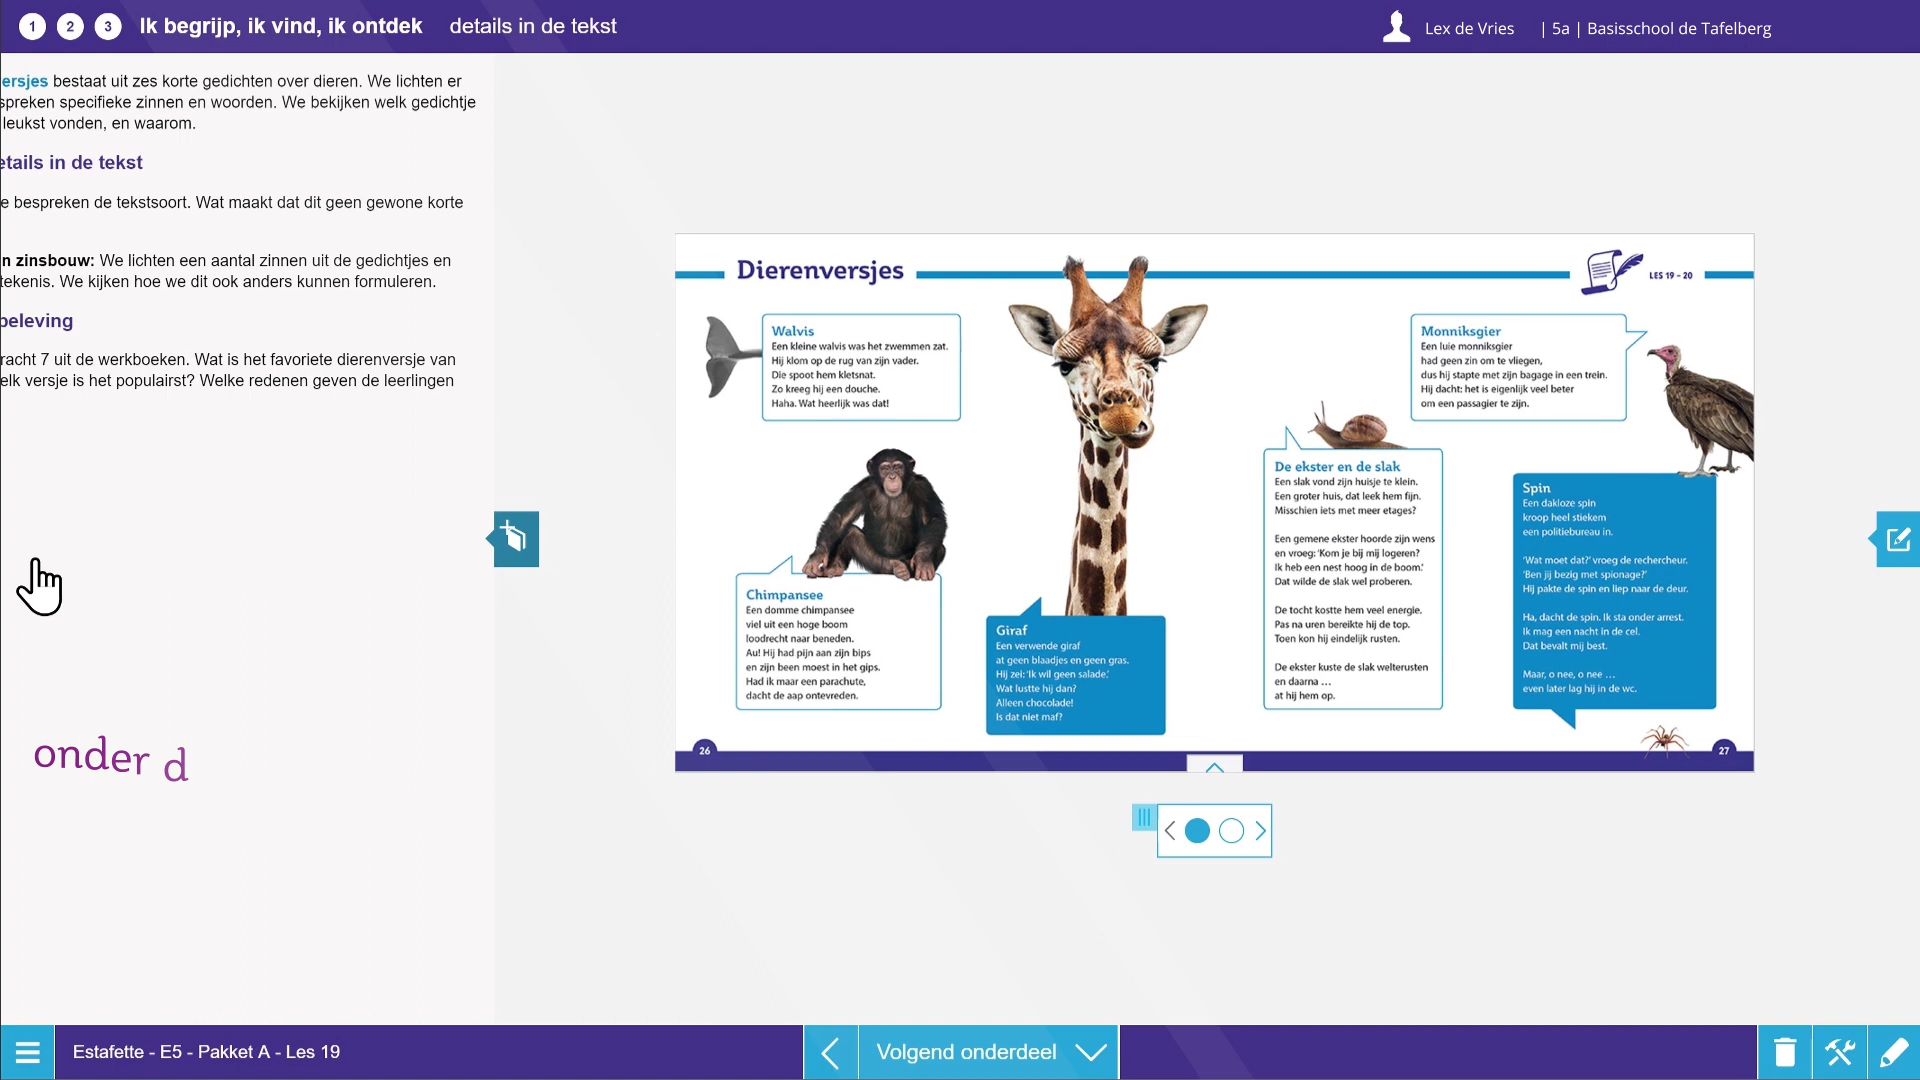 1 2 3 Ik begrijp, ik vind, ik ontdek details in de tekst
Lex de Vries | 5a | Basisschool de Tafelberg
ersjes bestaat uit zes korte gedichten over dieren. We lichten er
spreken specifieke zinnen en woorden. We bekijken welk gedichtje
leukst vonden, en waarom.
etails in de tekst
e bespreken de tekstsoort. Wat maakt dat dit geen gewone korte
n zinsbouw: We lichten een aantal zinnen uit de gedichtjes en
tekenis. We kijken hoe we dit ook anders kunnen formuleren.
beleving
racht 7 uit de werkboeken. Wat is het favoriete dierenversje van
elk versje is het populairst? Welke redenen geven de leerlingen
onder d
Dierenversjes
LES 19 - 20
Walvis
Een kleine walvis was het zwemmen zat.
Hij klom op de rug van zijn vader.
Die spoot hem kletsnat.
Zo kreeg hij een douche.
Haha. Wat heerlijk was dat!
Chimpansee
Een domme chimpansee
viel uit een hoge boom
loodrecht naar beneden.
Au! Hij had pijn aan zijn bips
en zijn been moest in het gips.
Had ik maar een parachute,
dacht de aap ontevreden.
Giraf
Een verwende giraf
at geen blaadjes en geen gras.
Hij zei: 'Ik wil geen salade.'
Wat lustte hij dan?
Alleen chocolade!
Is dat niet maf?
Monniksgier
Een luie monniksgier
had geen zin om te vliegen,
dus hij stapte met zijn bagage in een trein.
Hij dacht: het is eigenlijk veel beter
om een passagier te zijn.
De ekster en de slak
Een slak vond zijn huisje te klein.
Een groter huis, dat leek hem fijn.
Misschien iets met meer etages?
Een gemene ekster hoorde zijn wens
en vroeg: 'Kom je bij mij logeren?
Ik heb een nest hoog in de boom.'
Dat wilde de slak wel proberen.
De tocht kostte hem veel energie.
Pas na uren bereikte hij de top.
Toen kon hij eindelijk rusten.
De ekster kuste de slak welterusten
en daarna ...
at hij hem op.
Spin
Een dakloze spin
kroop heel stiekem
een politiebureau in.
'Wat moet dat?' vroeg de rechercheur.
'Ben jij bezig met spionage?'
Hij pakte de spin en liep naar de deur.
Ha, dacht de spin. Ik sta onder arrest.
Ik mag een nacht in de cel.
Dat bevalt mij best.
Maar, o nee, o nee ...
even later lag hij in de wc.
26
27
Estafette - E5 - Pakket A - Les 19
Volgend onderdeel